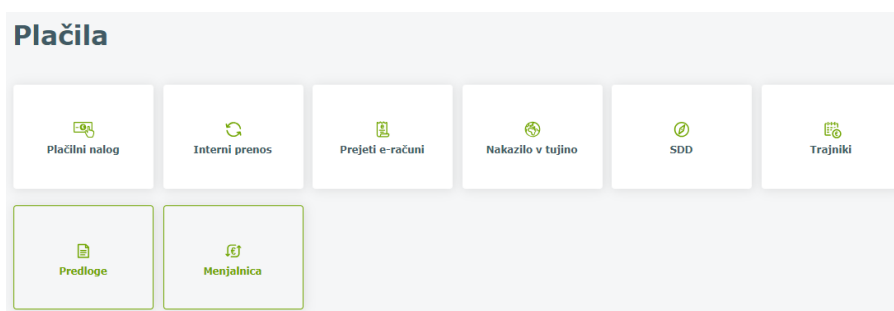 Plačila
Plačilni nalog
Interni prenos
Prejeti e-računi
Nakazilo v tujino
SDD
Trajniki
Predloge
Menjalnica